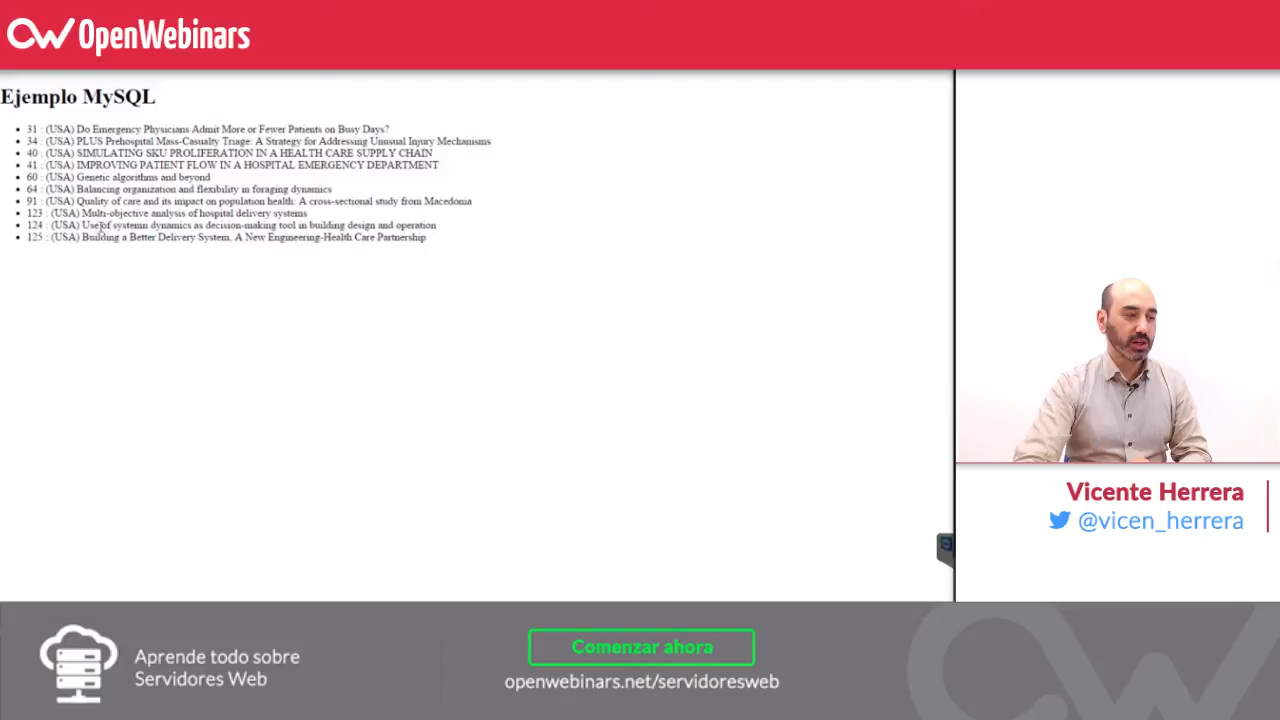 OpenWebinars
Ejemplo MySQL
31 : (USA) Do Emergency Physicians Admit More or Fewer Patients on Busy Days?
34 : (USA) PLUS Prehospital Mass-Casualty Triage: A Strategy for Addressing Unusual Injury Mechanisms
40 : (USA) SIMULATING SKU PROLIFERATION IN A HEALTH CARE SUPPLY CHAIN
41 : (USA) IMPROVING PATIENT FLOW IN A HOSPITAL EMERGENCY DEPARTMENT
60 : (USA) Genetic algorithms and beyond
64 : (USA) Balancing organization and flexibility in foraging dynamics
91 : (USA) Quality of care and its impact on population health: A cross-sectional study from Macedonia
123 : (USA) Multi-objective analysis of hospital delivery systems
124 : (USA) Use of systemn dynamics as decision-making tool in building design and operation
125 : (USA) Building a Better Delivery System. A New Engineering-Health Care Partnership
Vicente Herrera
@vicen_herrera
Aprende todo sobre
Servidores Web
Comenzar ahora
openwebinars.net/servidoresweb